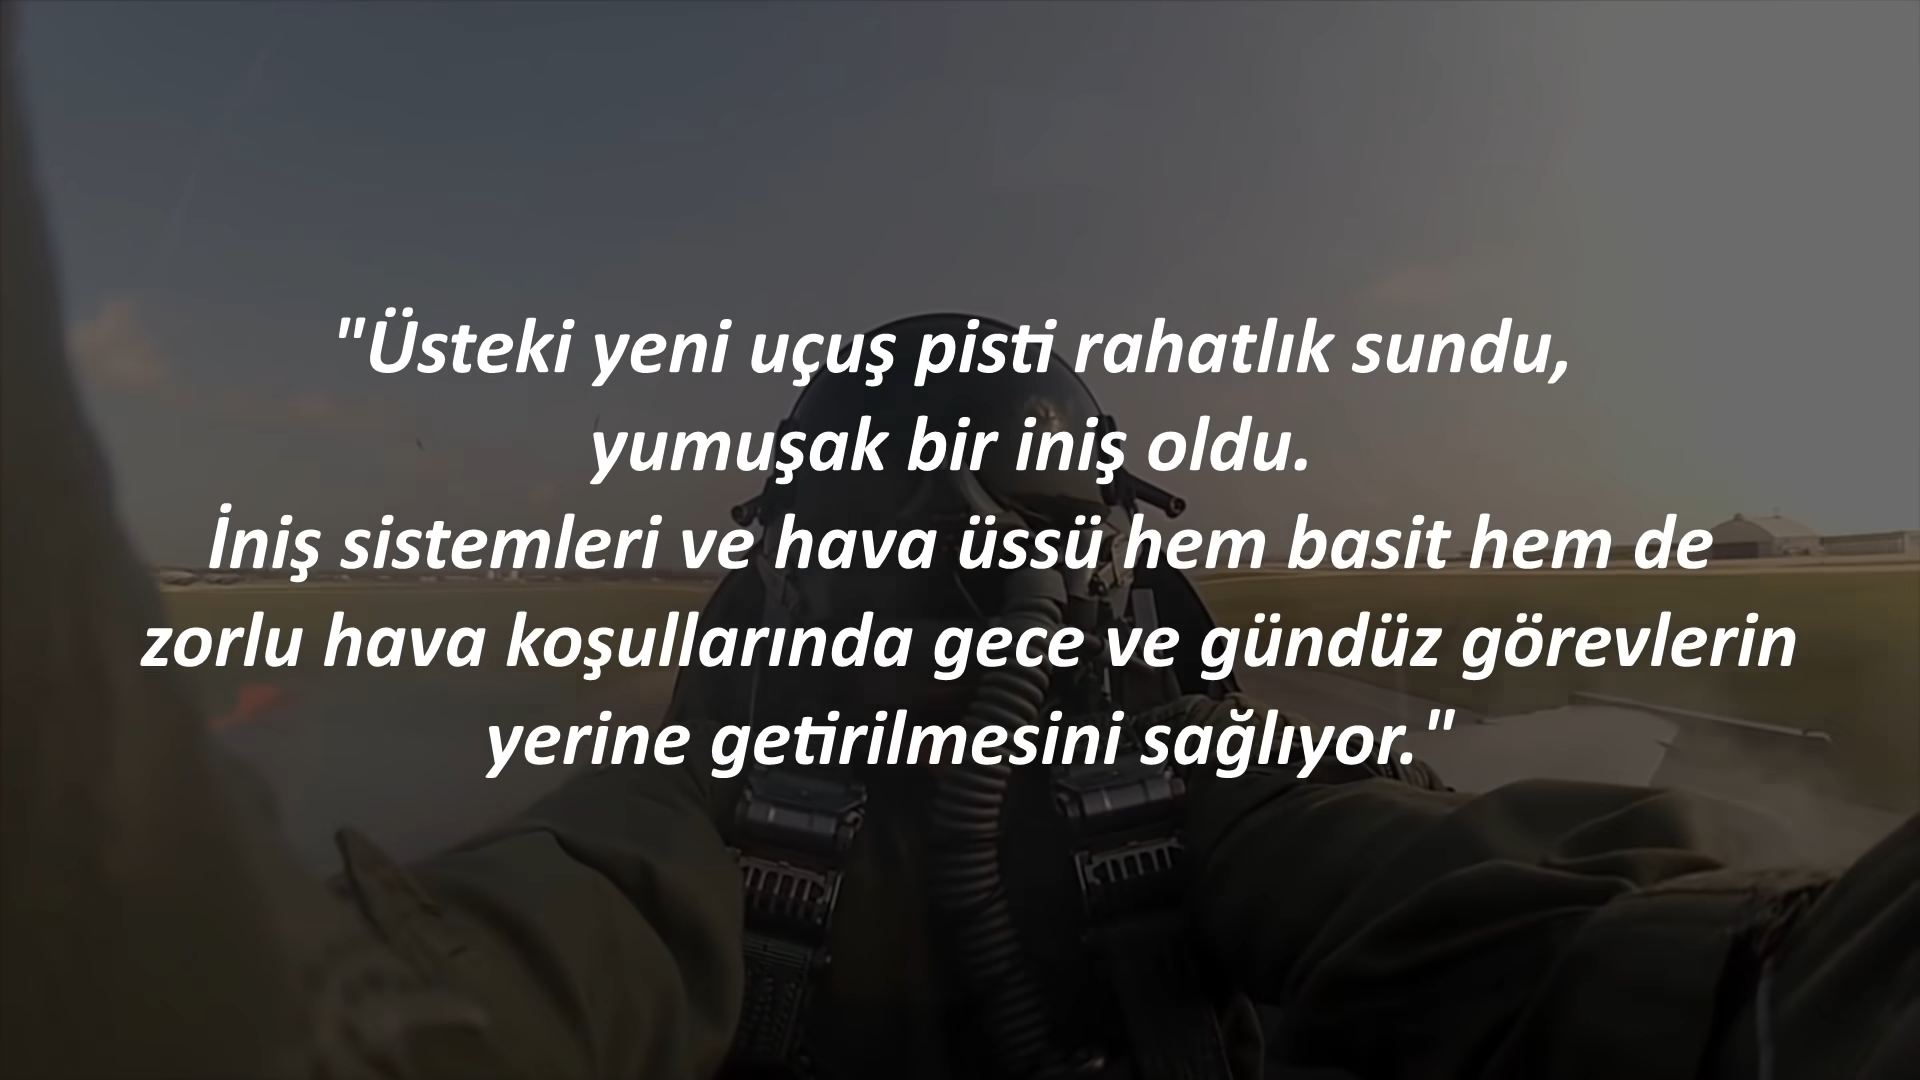 "Üsteki yeni uçuş pisti rahatlık sundu,
yumuşak bir iniş oldu.
İniş sistemleri ve hava üssü hem basit hem de
zorlu hava koşullarında gece ve gündüz görevlerin
yerine getirilmesini sağlıyor."